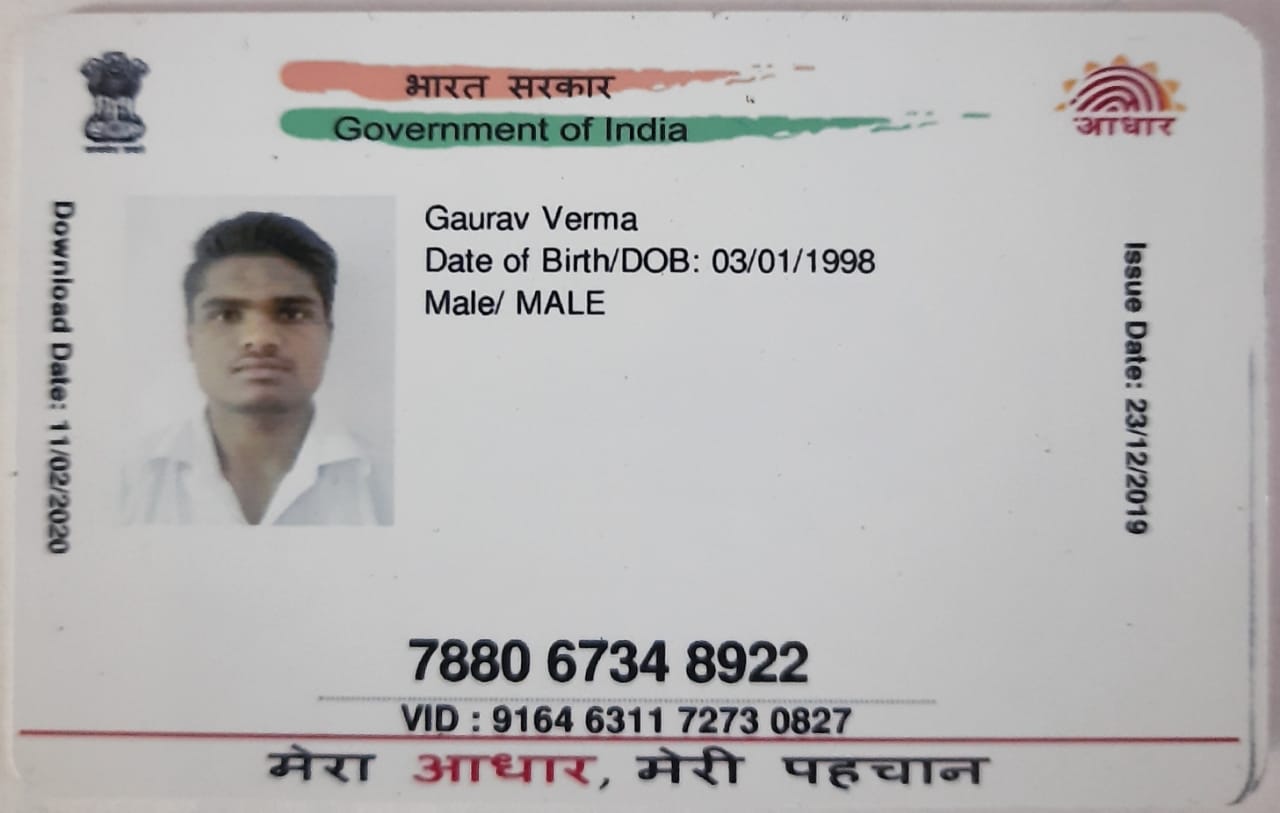 भारत सरकार
Government of India
आधार
Download Date: 11/02/2020
Gaurav Verma
Date of Birth/DOB: 03/01/1998
Male/ MALE
Issue Date: 23/12/2019
7880 6734 8922
VID : 9164 6311 7273 0827
मेरा आधार, मेरी पहचान